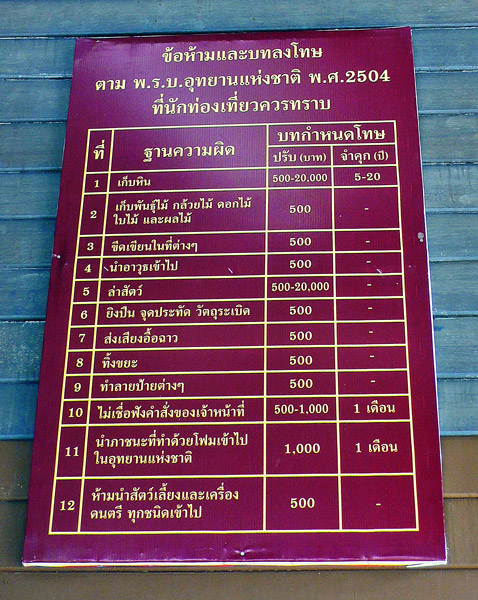 ข้อห้ามและบทลงโทษ
ตาม พ.ร.บ.อุทยานแห่งชาติ พ.ศ.2504
ที่นักท่องเที่ยวควรทราบ
ที่ ฐานความผิด บทกำหนดโทษ
ปรับ (บาท) จำคุก (ปี)
1 เก็บหิน 500-20,000 5-20
2 เก็บพันธุ์ไม้ กล้วยไม้ ดอกไม้
ใบไม้ และผลไม้ 500 -
3 ขีดเขียนในที่ต่างๆ 500 -
4 นำอาวุธเข้าไป 500 -
5 ล่าสัตว์ 500-20,000 -
6 ยิงปืน จุดประทัด วัตถุระเบิด 500 -
7 ส่งเสียงอื้อฉาว 500 -
8 ทิ้งขยะ 500 -
9 ทำลายป้ายต่างๆ 500 -
10 ไม่เชื่อฟังคำสั่งของเจ้าหน้าที่ 500-1,000 1 เดือน
11 นำภาชนะที่ทำด้วยโฟมเข้าไป
ในอุทยานแห่งชาติ 1,000 1 เดือน
12 ห้ามนำสัตว์เลี้ยงและเครื่อง
ดนตรี ทุกชนิดเข้าไป 500 -